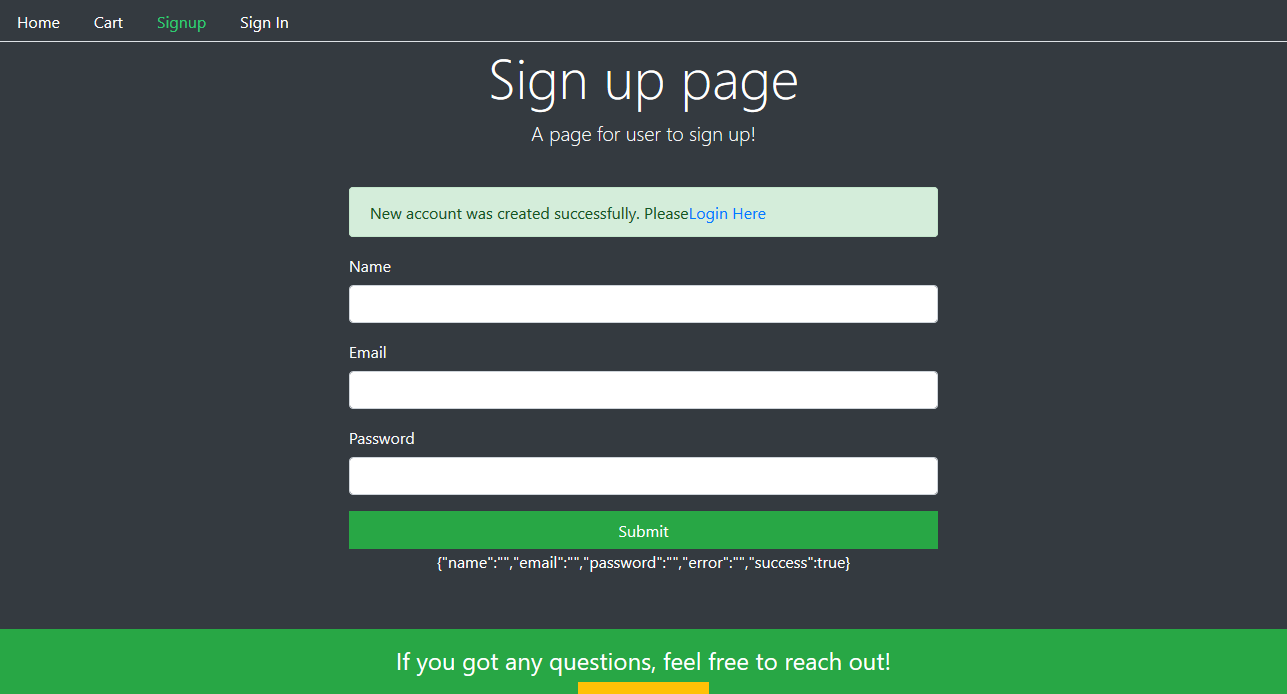 Home Cart Signup Sign In
Sign up page
A page for user to sign up!
New account was created successfully. PleaseLogin Here
Name
Email
Password
Submit
{"name":"","email":"","password":"","error":"","success":true}
If you got any questions, feel free to reach out!